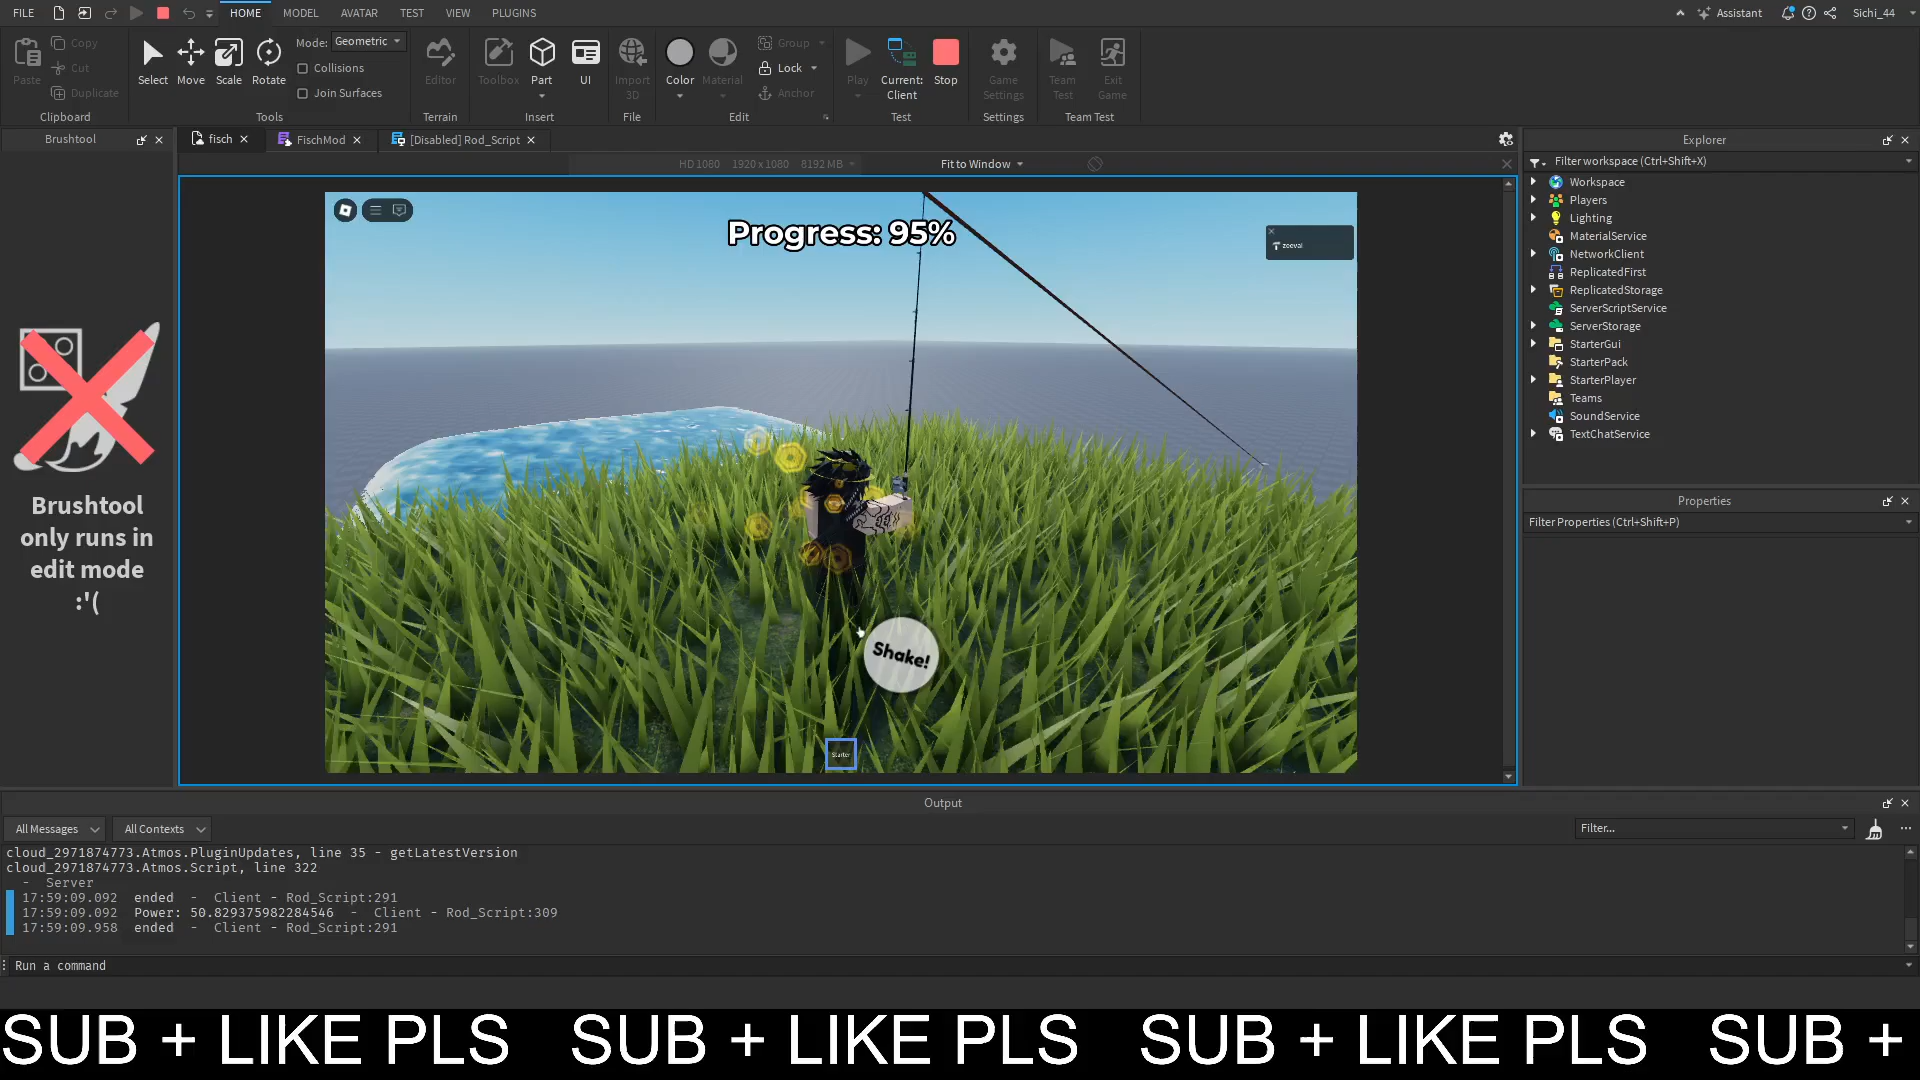 FILE HOME MODEL AVATAR TEST VIEW PLUGINS Assistant Sichi_44
Paste Copy Cut Duplicate Clipboard
Select Move Scale Rotate Mode: Geometric Collisions Join Surfaces Tools
Editor Terrain
Toolbox Part UI Insert
Import 3D File
Color Material Group Lock Anchor Edit
Play Current: Client Stop Test
Game Settings Settings
Team Test Exit Game Team Test
Brushtool
fisch FischMod [Disabled] Rod_Script
HD 1080 1920 x 1080 8192 MB Fit to Window
Brushtool
only runs in
edit mode
:'(
Progress: 95%
zeeval
Shake!
Starter
Explorer
Filter workspace (Ctrl+Shift+X)
Workspace
Players
Lighting
MaterialService
NetworkClient
ReplicatedFirst
ReplicatedStorage
ServerScriptService
ServerStorage
StarterGui
StarterPack
StarterPlayer
Teams
SoundService
TextChatService
Properties
Filter Properties (Ctrl+Shift+P)
Output
All Messages All Contexts Filter...
cloud_2971874773.Atmos.PluginUpdates, line 35 - getLatestVersion
cloud_2971874773.Atmos.Script, line 322
- Server
17:59:09.092 ended - Client - Rod_Script:291
17:59:09.092 Power: 50.829375982284546 - Client - Rod_Script:309
17:59:09.958 ended - Client - Rod_Script:291
Run a command
SUB + LIKE PLS SUB + LIKE PLS SUB + LIKE PLS SUB +